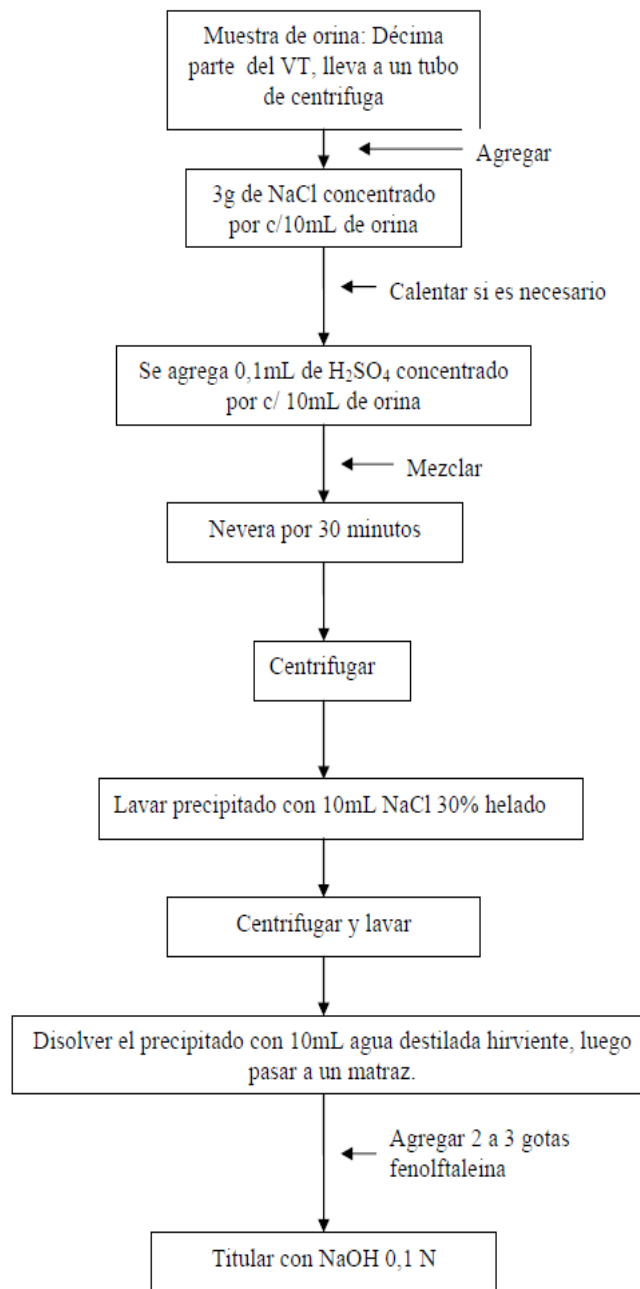 Muestra de orina: Décima
parte del VT, lleva a un tubo
de centrifuga
Agregar
3g de NaCl concentrado
por c/10mL de orina
Calentar si es necesario
Se agrega 0,1mL de H₂SO₄ concentrado
por c/ 10mL de orina
Mezclar
Nevera por 30 minutos
Centrifugar
Lavar precipitado con 10mL NaCl 30% helado
Centrifugar y lavar
Disolver el precipitado con 10mL agua destilada hirviente, luego
pasar a un matraz.
Agregar 2 a 3 gotas
fenolftaleina
Titular con NaOH 0,1 N